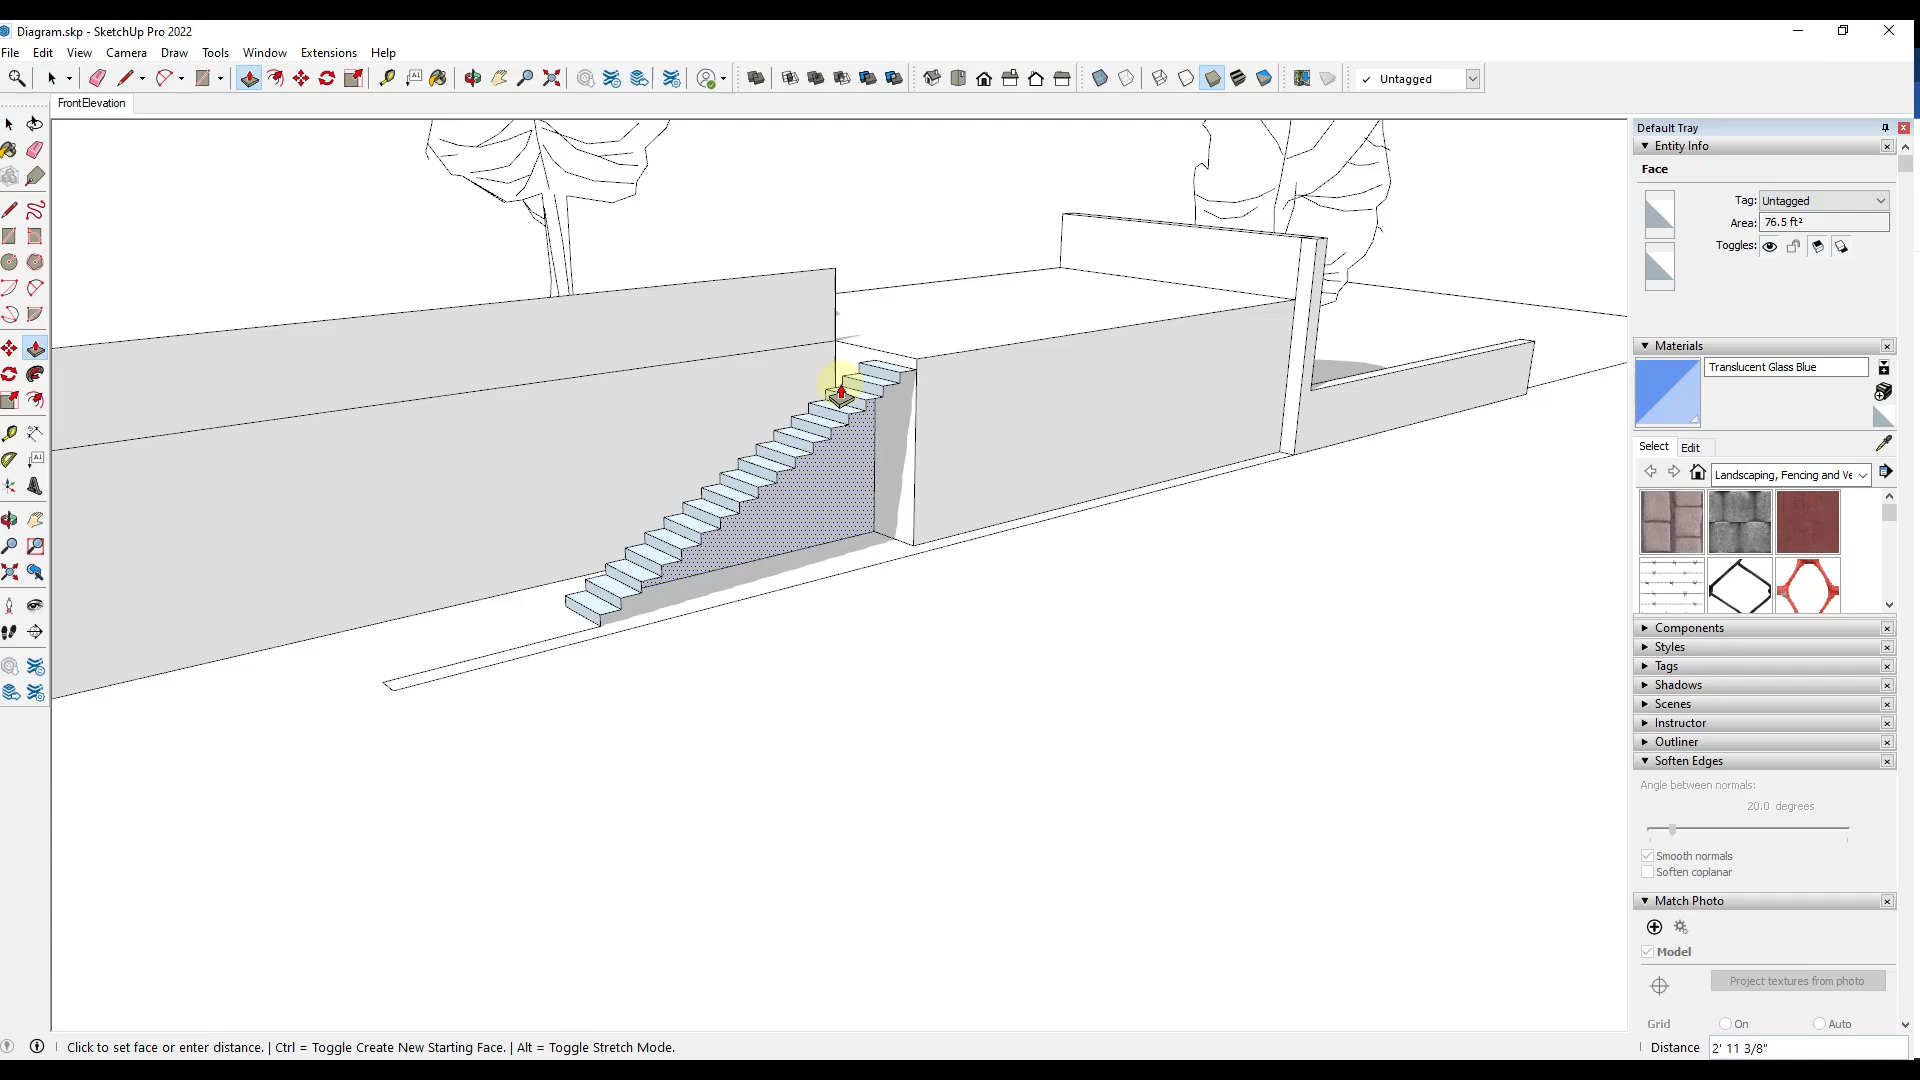 Diagram.skp - SketchUp Pro 2022
File Edit View Camera Draw Tools Window Extensions Help
A1
Untagged
FrontElevation
Default Tray
Entity Info
Face
Tag: Untagged
Area: 76.5 ft²
Toggles:
Materials
Translucent Glass Blue
Select Edit
Landscaping, Fencing and Ve
A1
Components
Styles
Tags
Shadows
Scenes
Instructor
Outliner
Soften Edges
Angle between normals:
20.0 degrees
Smooth normals
Soften coplanar
Match Photo
Model
Project textures from photo
Grid On Auto
Click to set face or enter distance. | Ctrl = Toggle Create New Starting Face. | Alt = Toggle Stretch Mode.
Distance 2' 11 3/8"